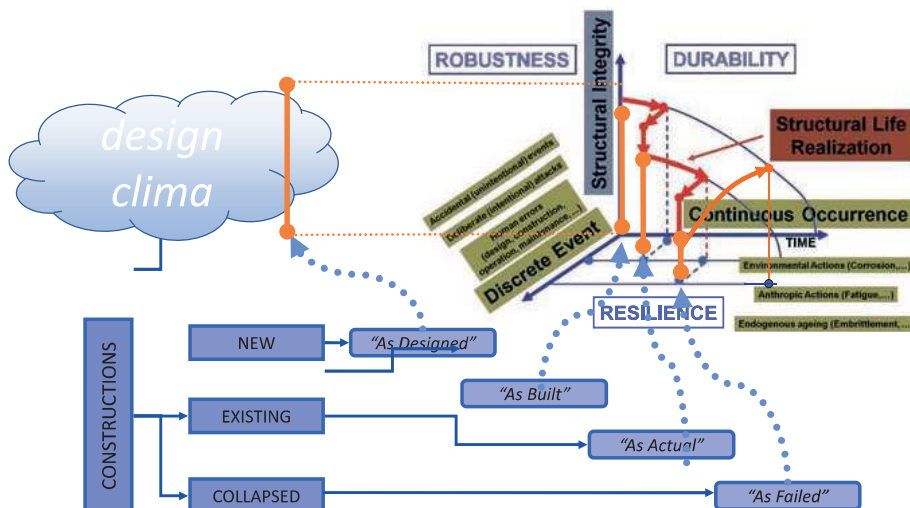 ROBUSTNESS
DURABILITY
Structural Integrity
design
clima
Structural Life
Realization
Accidental (unintentional) events
Deliberate (intentional) attacks
human errors
(design, construction,
operation, maintenance, ...)
Discrete Event
Continuous Occurrence
TIME
Environmental Actions (Corrosion,...)
Anthropic Actions (Fatigue,...)
RESILIENCE
Endogenous ageing (Embrittlement, ...)
CONSTRUCTIONS
NEW
"As Designed"
"As Built"
EXISTING
"As Actual"
COLLAPSED
"As Failed"